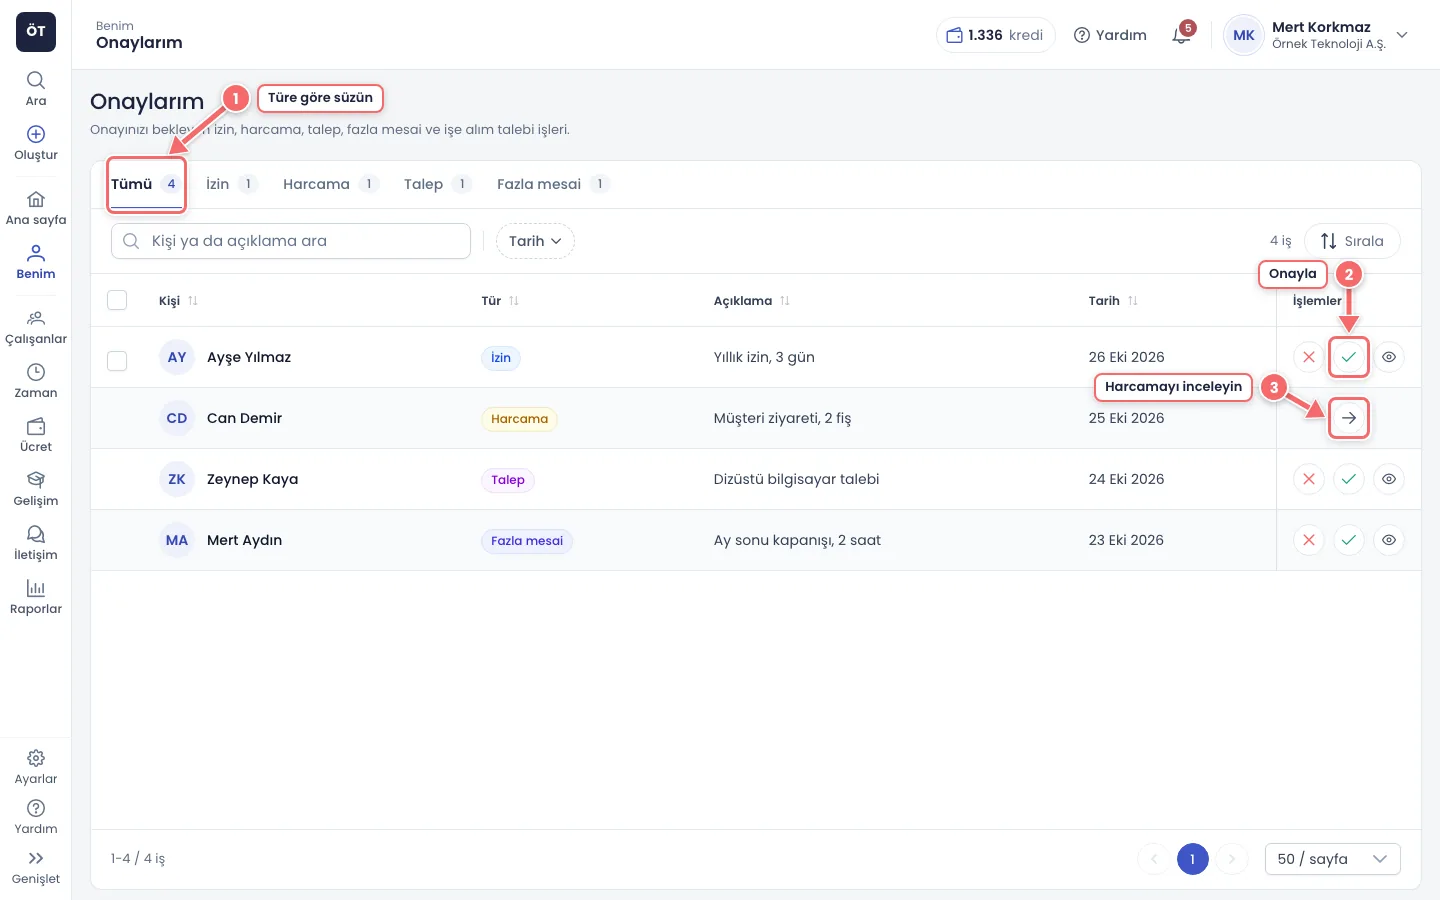 ÖT
Ara
Oluştur
Ana sayfa
Benim
Çalışanlar
Zaman
Ücret
Gelişim
İletişim
Raporlar
Ayarlar
Yardım
Genişlet
Benim
Onaylarım
1.336 kredi
Yardım
5
MK
Mert Korkmaz
Örnek Teknoloji A.Ş.
Onaylarım
1 Türe göre süzün
Onayınızı bekleyen izin, harcama, talep, fazla mesai ve işe alım talebi işleri.
Tümü 4 İzin 1 Harcama 1 Talep 1 Fazla mesai 1
Kişi ya da açıklama ara Tarih 4 iş Sırala
Onayla 2
Kişi Tür Açıklama Tarih İşlemler
AY Ayşe Yılmaz İzin Yıllık izin, 3 gün 26 Eki 2026
Harcamayı inceleyin 3
CD Can Demir Harcama Müşteri ziyareti, 2 fiş 25 Eki 2026
ZK Zeynep Kaya Talep Dizüstü bilgisayar talebi 24 Eki 2026
MA Mert Aydın Fazla mesai Ay sonu kapanışı, 2 saat 23 Eki 2026
1-4 / 4 iş 1 50 / sayfa